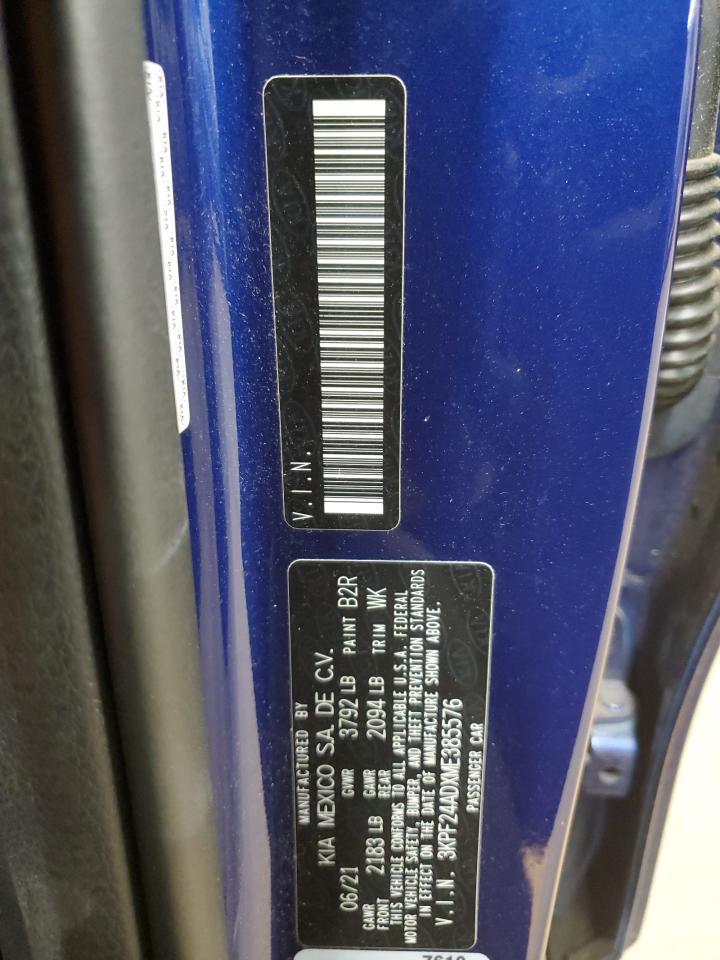 V.I.N.
MANUFACTURED BY
KIA MEXICO S.A. DE C.V.
06/21 GVWR 3792 LB PAINT B2R
GAWR FRONT 2183 LB GAWR REAR 2094 LB TRIM WK
THIS VEHICLE CONFORMS TO ALL APPLICABLE U.S.A. FEDERAL
MOTOR VEHICLE SAFETY, BUMPER, AND THEFT PREVENTION STANDARDS
IN EFFECT ON THE DATE OF MANUFACTURE SHOWN ABOVE.
V.I.N. 3KPF24ADXME385576
PASSENGER CAR